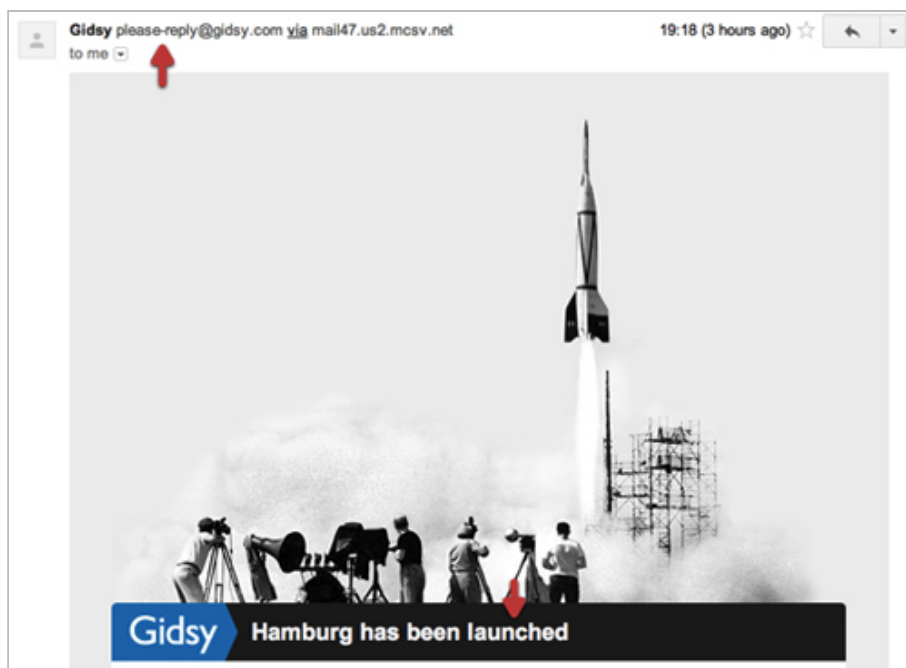 Gidsy please-reply@gidsy.com via mail47.us2.mcsv.net 19:18 (3 hours ago)
to me
Gidsy Hamburg has been launched